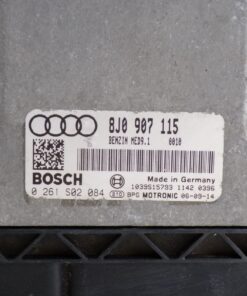 8J0 907 115
BENZIN MED9.1 0010
BOSCH
Made in Germany
0 261 S02 084
1039S15793 1142 0396
BPG MOTRONIC 06-09-14